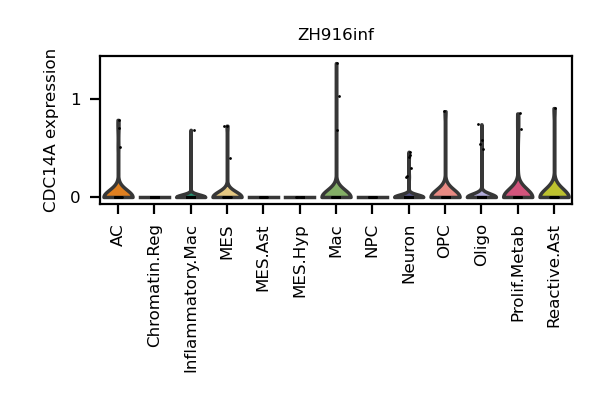 ZH916inf
CDC14A expression
1
0
AC
Chromatin.Reg
Inflammatory.Mac
MES
MES.Ast
MES.Hyp
Mac
NPC
Neuron
OPC
Oligo
Prolif.Metab
Reactive.Ast